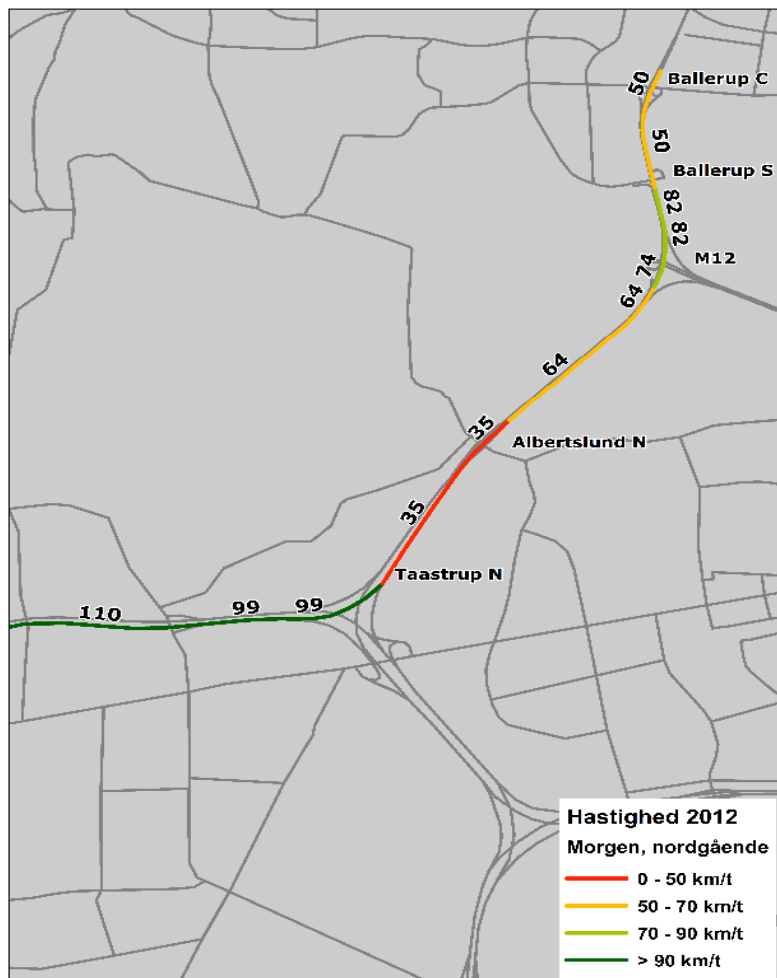 50
Ballerup C
50
Ballerup S
82
82
M12
74
64
64
35
Albertslund N
35
Taastrup N
110
99
99
Hastighed 2012
Morgen, nordgående
0 - 50 km/t
50 - 70 km/t
70 - 90 km/t
> 90 km/t